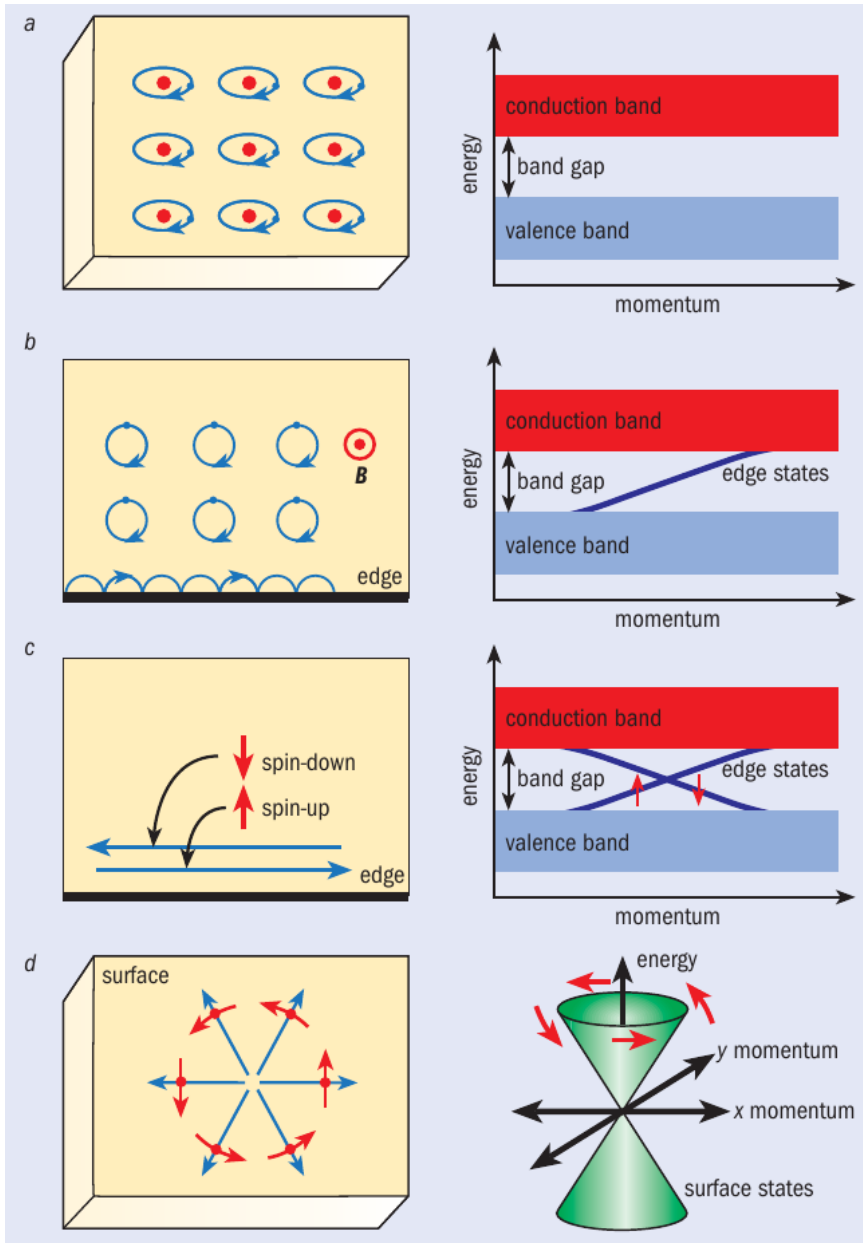 a
conduction band
energy
band gap
valence band
momentum
b
B
edge
conduction band
energy
band gap
edge states
valence band
momentum
c
spin-down
spin-up
edge
conduction band
energy
band gap
edge states
valence band
momentum
d
surface
energy
y momentum
x momentum
surface states